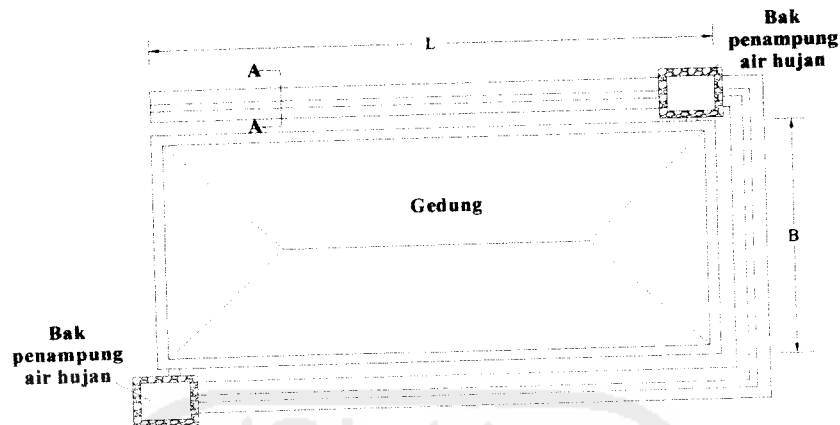 Bak
penampung
air hujan
L
A
A
Gedung
B
Bak
penampung
air hujan